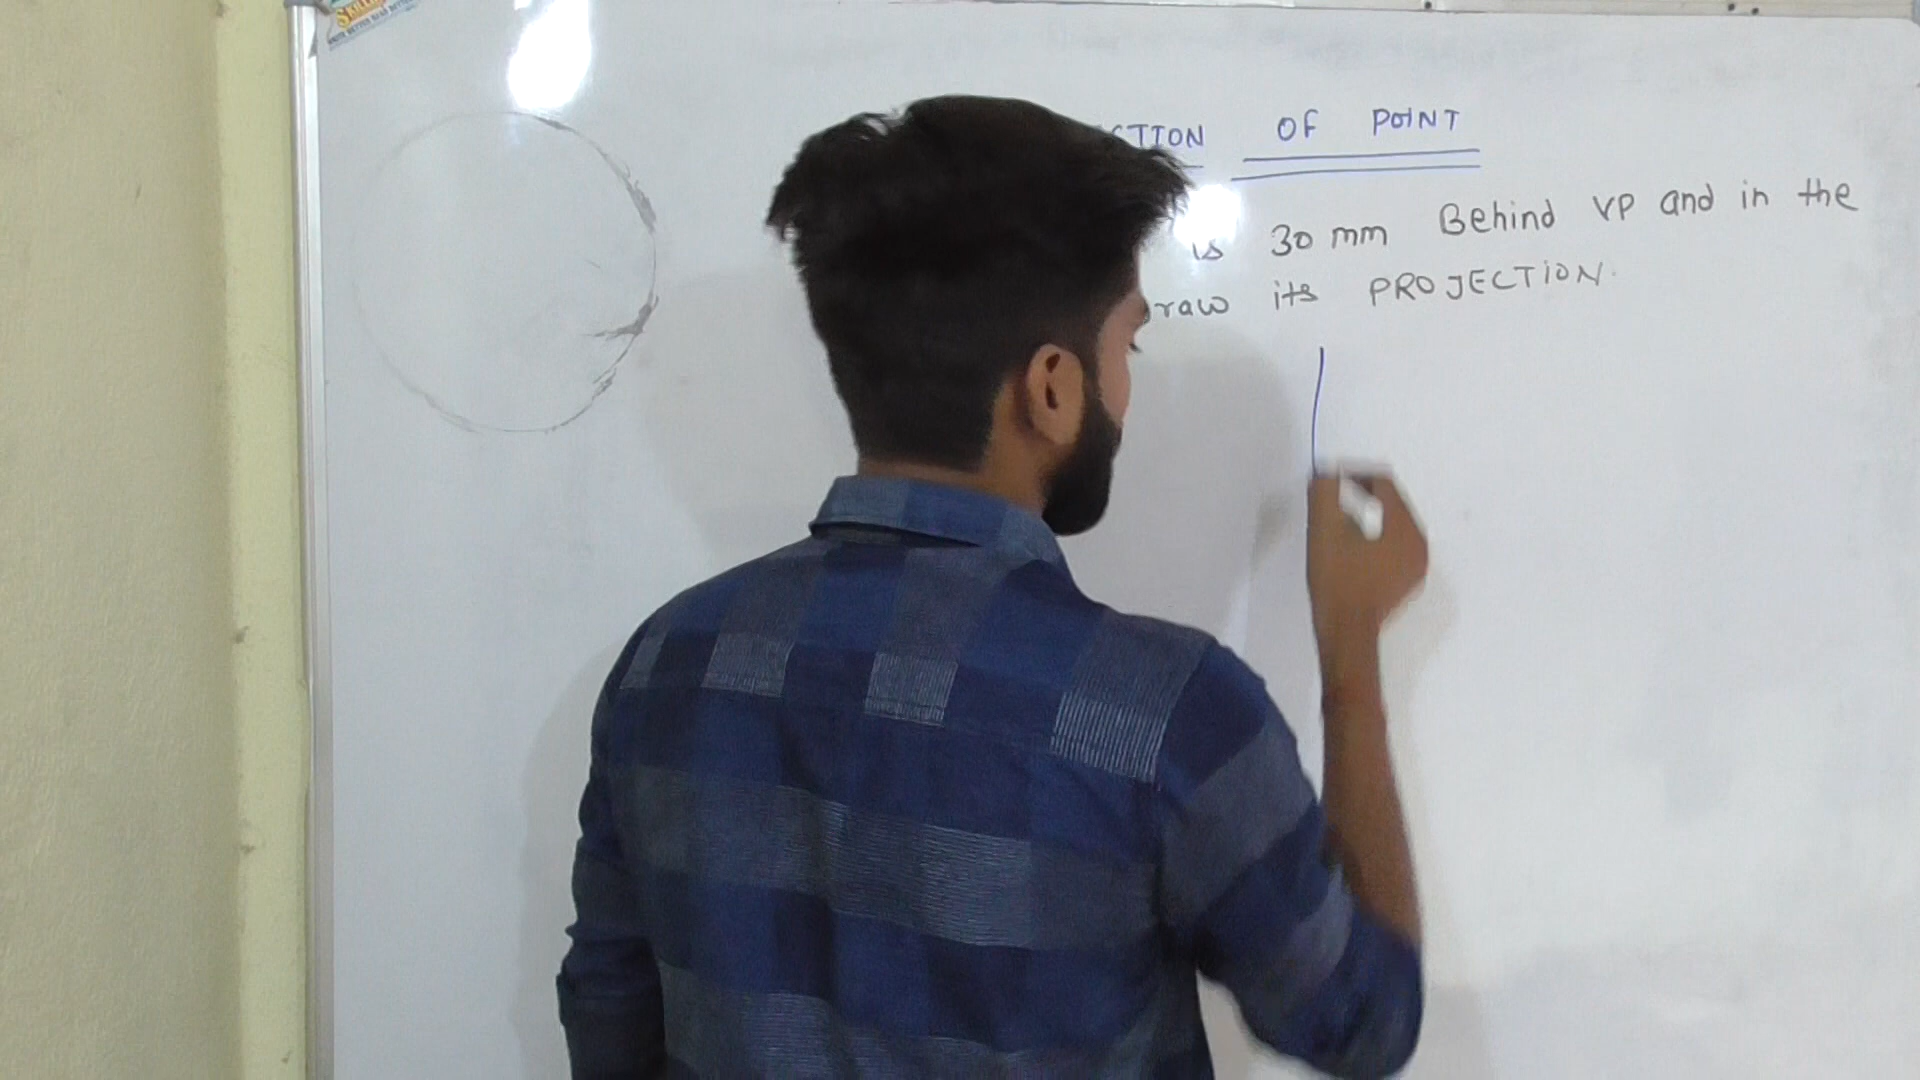 CTION OF POINT
is 30 mm Behind VP and in the
raw its PROJECTION.